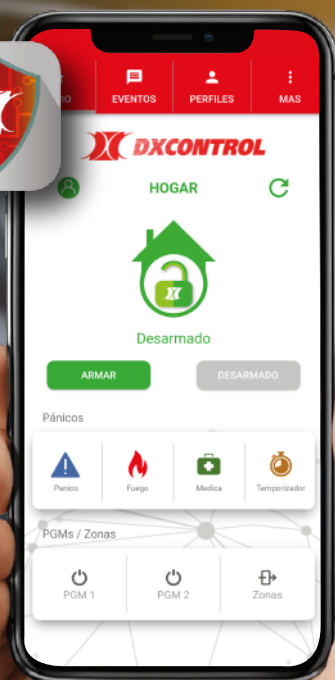 EVENTOS PERFILES MAS
DXCONTROL
HOGAR
Desarmado
ARMAR DESARMADO
Pánicos
Panico Fuego Medica Temporizador
PGMs / Zonas
PGM 1 PGM 2 Zonas